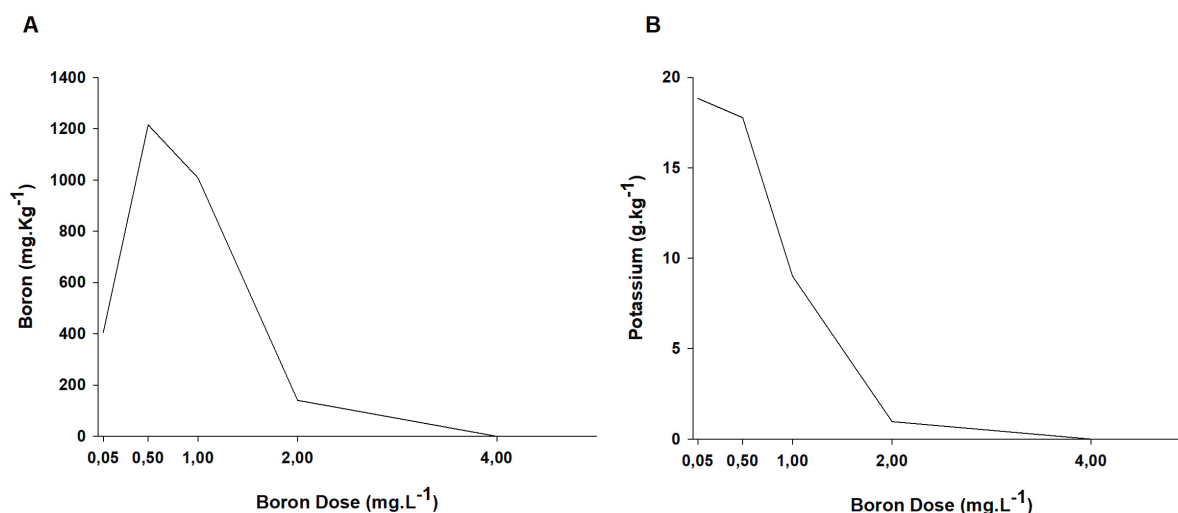 A
Boron (mg.Kg⁻¹)
1400
1200
1000
800
600
400
200
0
0,05 0,50 1,00 2,00 4,00
Boron Dose (mg.L⁻¹)
B
Potassium (g.kg⁻¹)
20
15
10
5
0
0,05 0,50 1,00 2,00 4,00
Boron Dose (mg.L⁻¹)